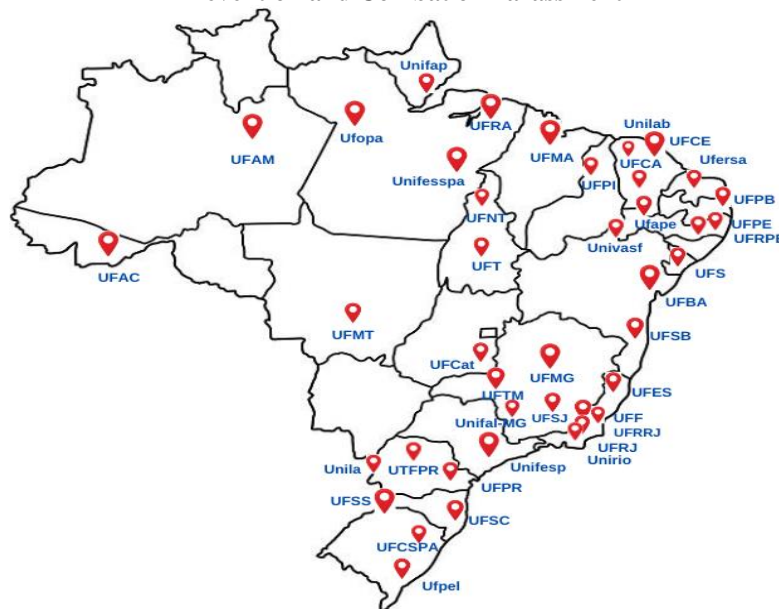 Unifap
UFRA
Ufopa
UFAM
Unifesspa
UFMA
Unilab
UFCE
UFCA
Ufersa
UFPI
UFPB
UFNT
Ufape
UFPE
UFRPE
Univasf
UFAC
UFT
UFS
UFBA
UFMT
UFSB
UFCat
UFMG
UFTM
UFES
UFSJ
UFF
Unifal-MG
UFRRJ
UFRJ
Unirio
Unila
UTFPR
Unifesp
UFPR
UFSS
UFSC
UFCSPA
Ufpel